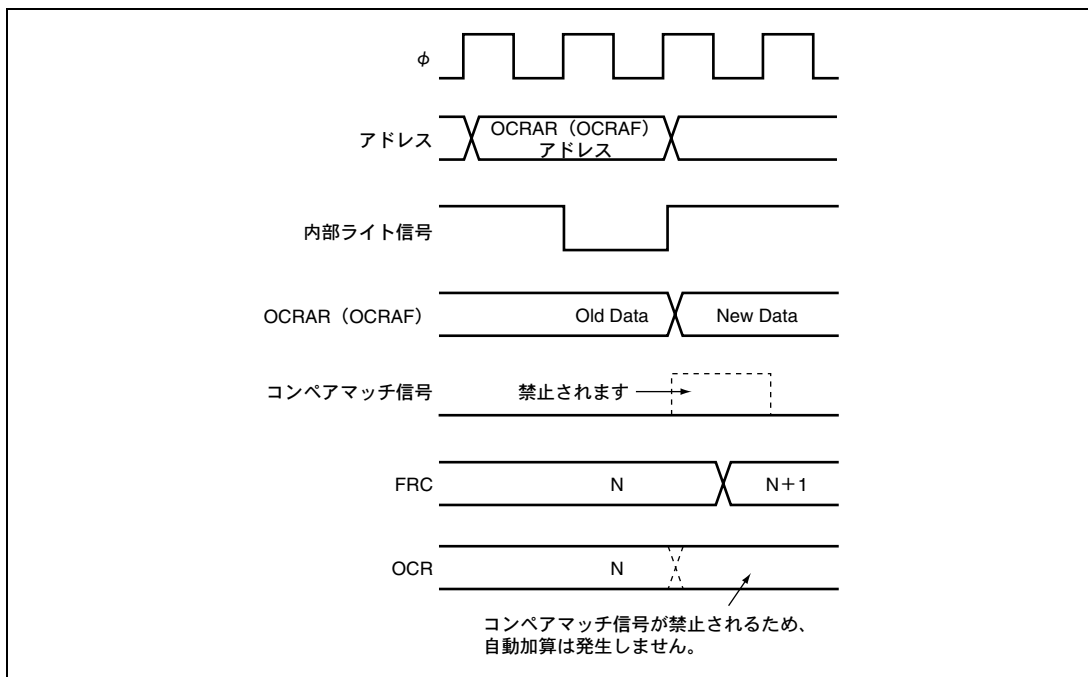 φ
アドレス
OCRAR（OCRAF）
アドレス
内部ライト信号
OCRAR（OCRAF）
Old Data
New Data
コンペアマッチ信号
禁止されます
FRC
N
N＋1
OCR
N
コンペアマッチ信号が禁止されるため、
自動加算は発生しません。